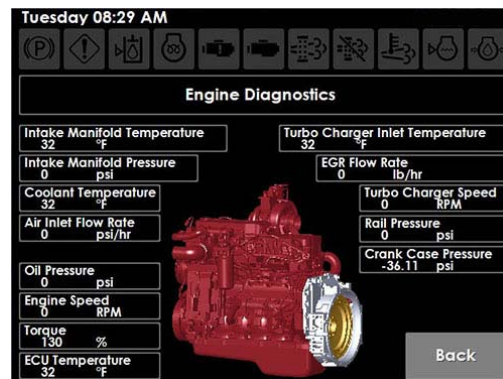 Tuesday 08:29 AM
Engine Diagnostics
Intake Manifold Temperature
32 °F
Turbo Charger Inlet Temperature
32 °F
Intake Manifold Pressure
0 psi
EGR Flow Rate
0 lb/hr
Coolant Temperature
32 °F
Turbo Charger Speed
0 RPM
Air Inlet Flow Rate
0 psi/hr
Rail Pressure
0 psi
Crank Case Pressure
-36.11 psi
Oil Pressure
0 psi
Engine Speed
0 RPM
Torque
130 %
ECU Temperature
32 °F
Back